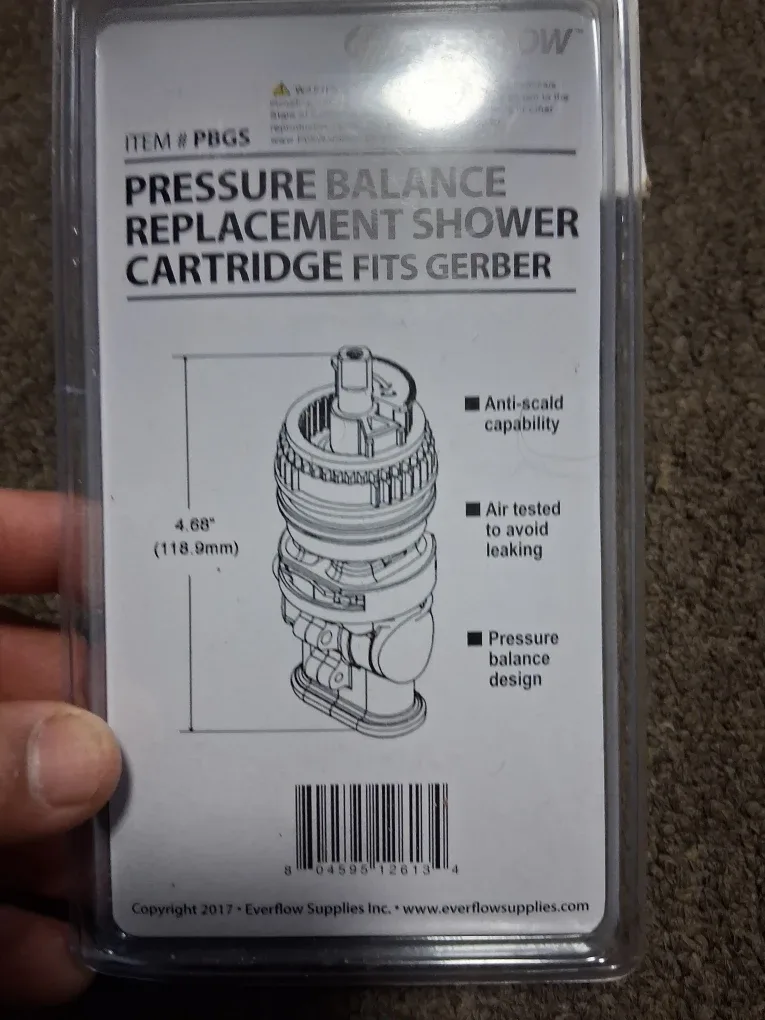 ITEM # PBGS
PRESSURE BALANCE
REPLACEMENT SHOWER
CARTRIDGE FITS GERBER
Anti-scald
capability
4.68"
(118.9mm)
Air tested
to avoid
leaking
Pressure
balance
design
8 04595 12613 4
Copyright 2017 • Everflow Supplies Inc. • www.everflowsupplies.com